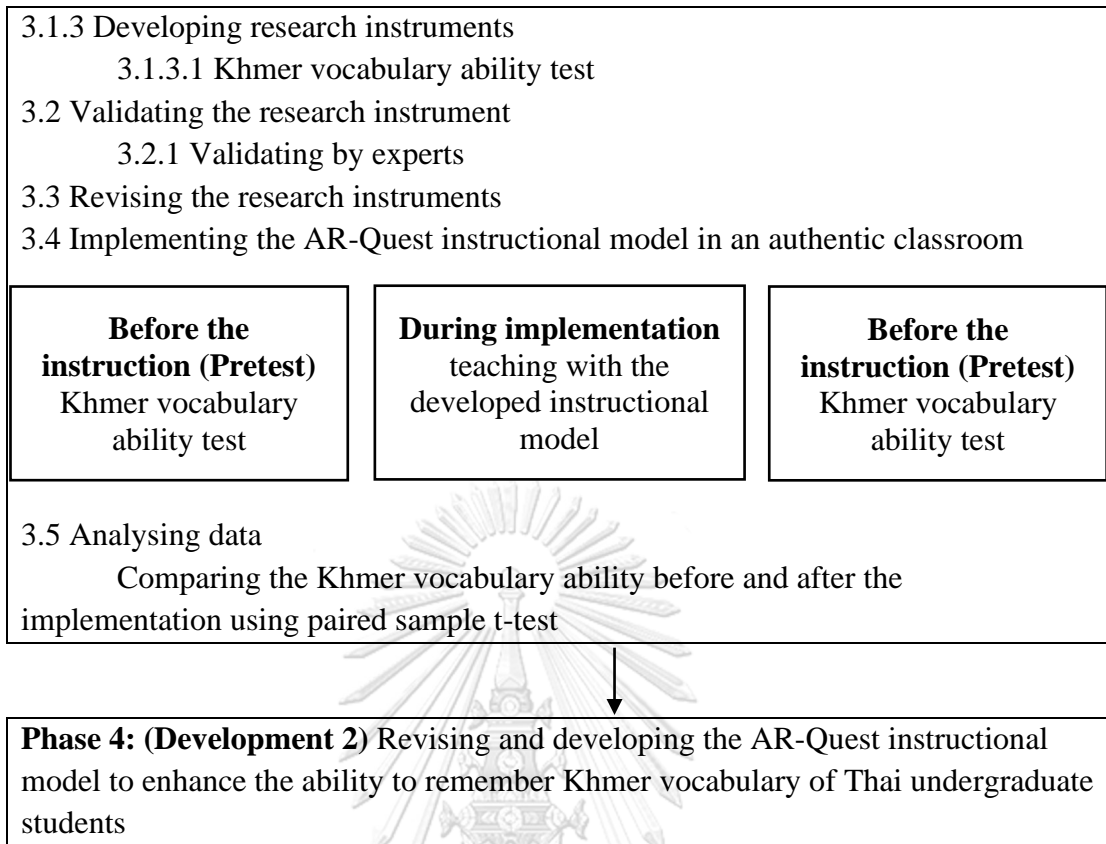 3.1.3 Developing research instruments
3.1.3.1 Khmer vocabulary ability test
3.2 Validating the research instrument
3.2.1 Validating by experts
3.3 Revising the research instruments
3.4 Implementing the AR-Quest instructional model in an authentic classroom
Before the
instruction (Pretest)
Khmer vocabulary
ability test
During implementation
teaching with the
developed instructional
model
Before the
instruction (Pretest)
Khmer vocabulary
ability test
3.5 Analysing data
Comparing the Khmer vocabulary ability before and after the
implementation using paired sample t-test
Phase 4: (Development 2) Revising and developing the AR-Quest instructional
model to enhance the ability to remember Khmer vocabulary of Thai undergraduate
students